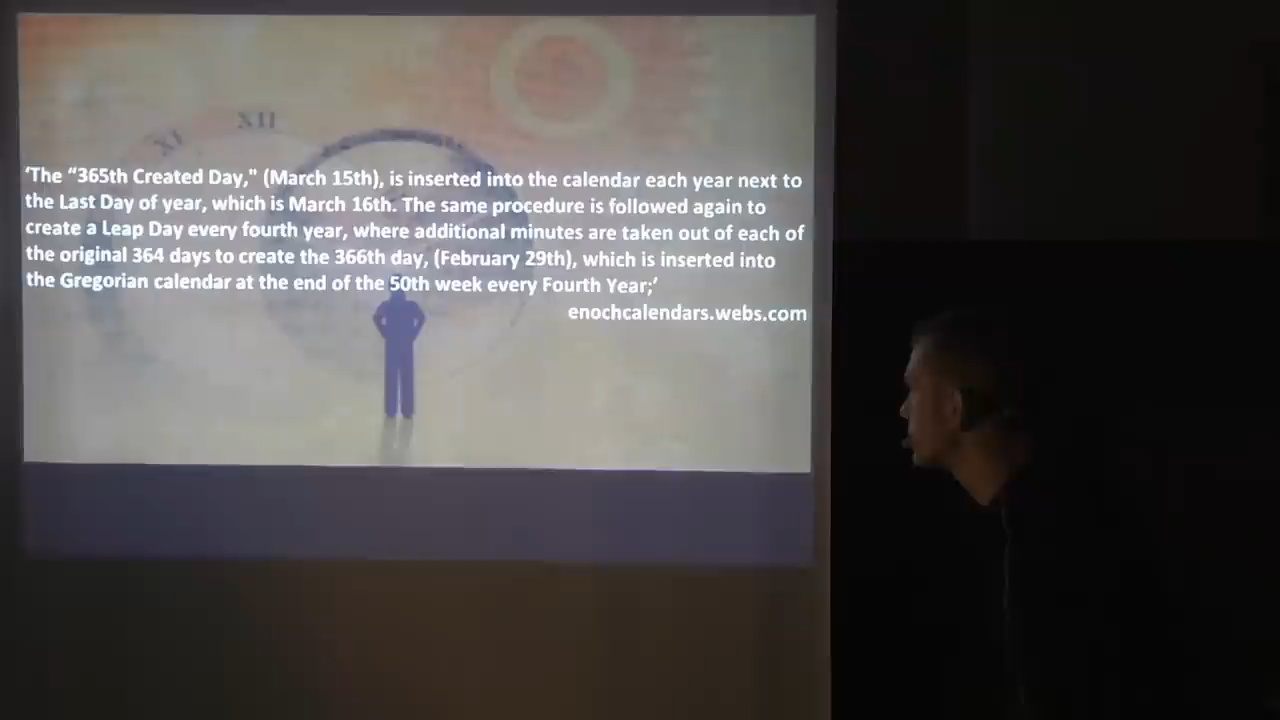 XII
XI
‘The “365th Created Day," (March 15th), is inserted into the calendar each year next to
the Last Day of year, which is March 16th. The same procedure is followed again to
create a Leap Day every fourth year, where additional minutes are taken out of each of
the original 364 days to create the 366th day, (February 29th), which is inserted into
the Gregorian calendar at the end of the 50th week every Fourth Year;’
enochcalendars.webs.com